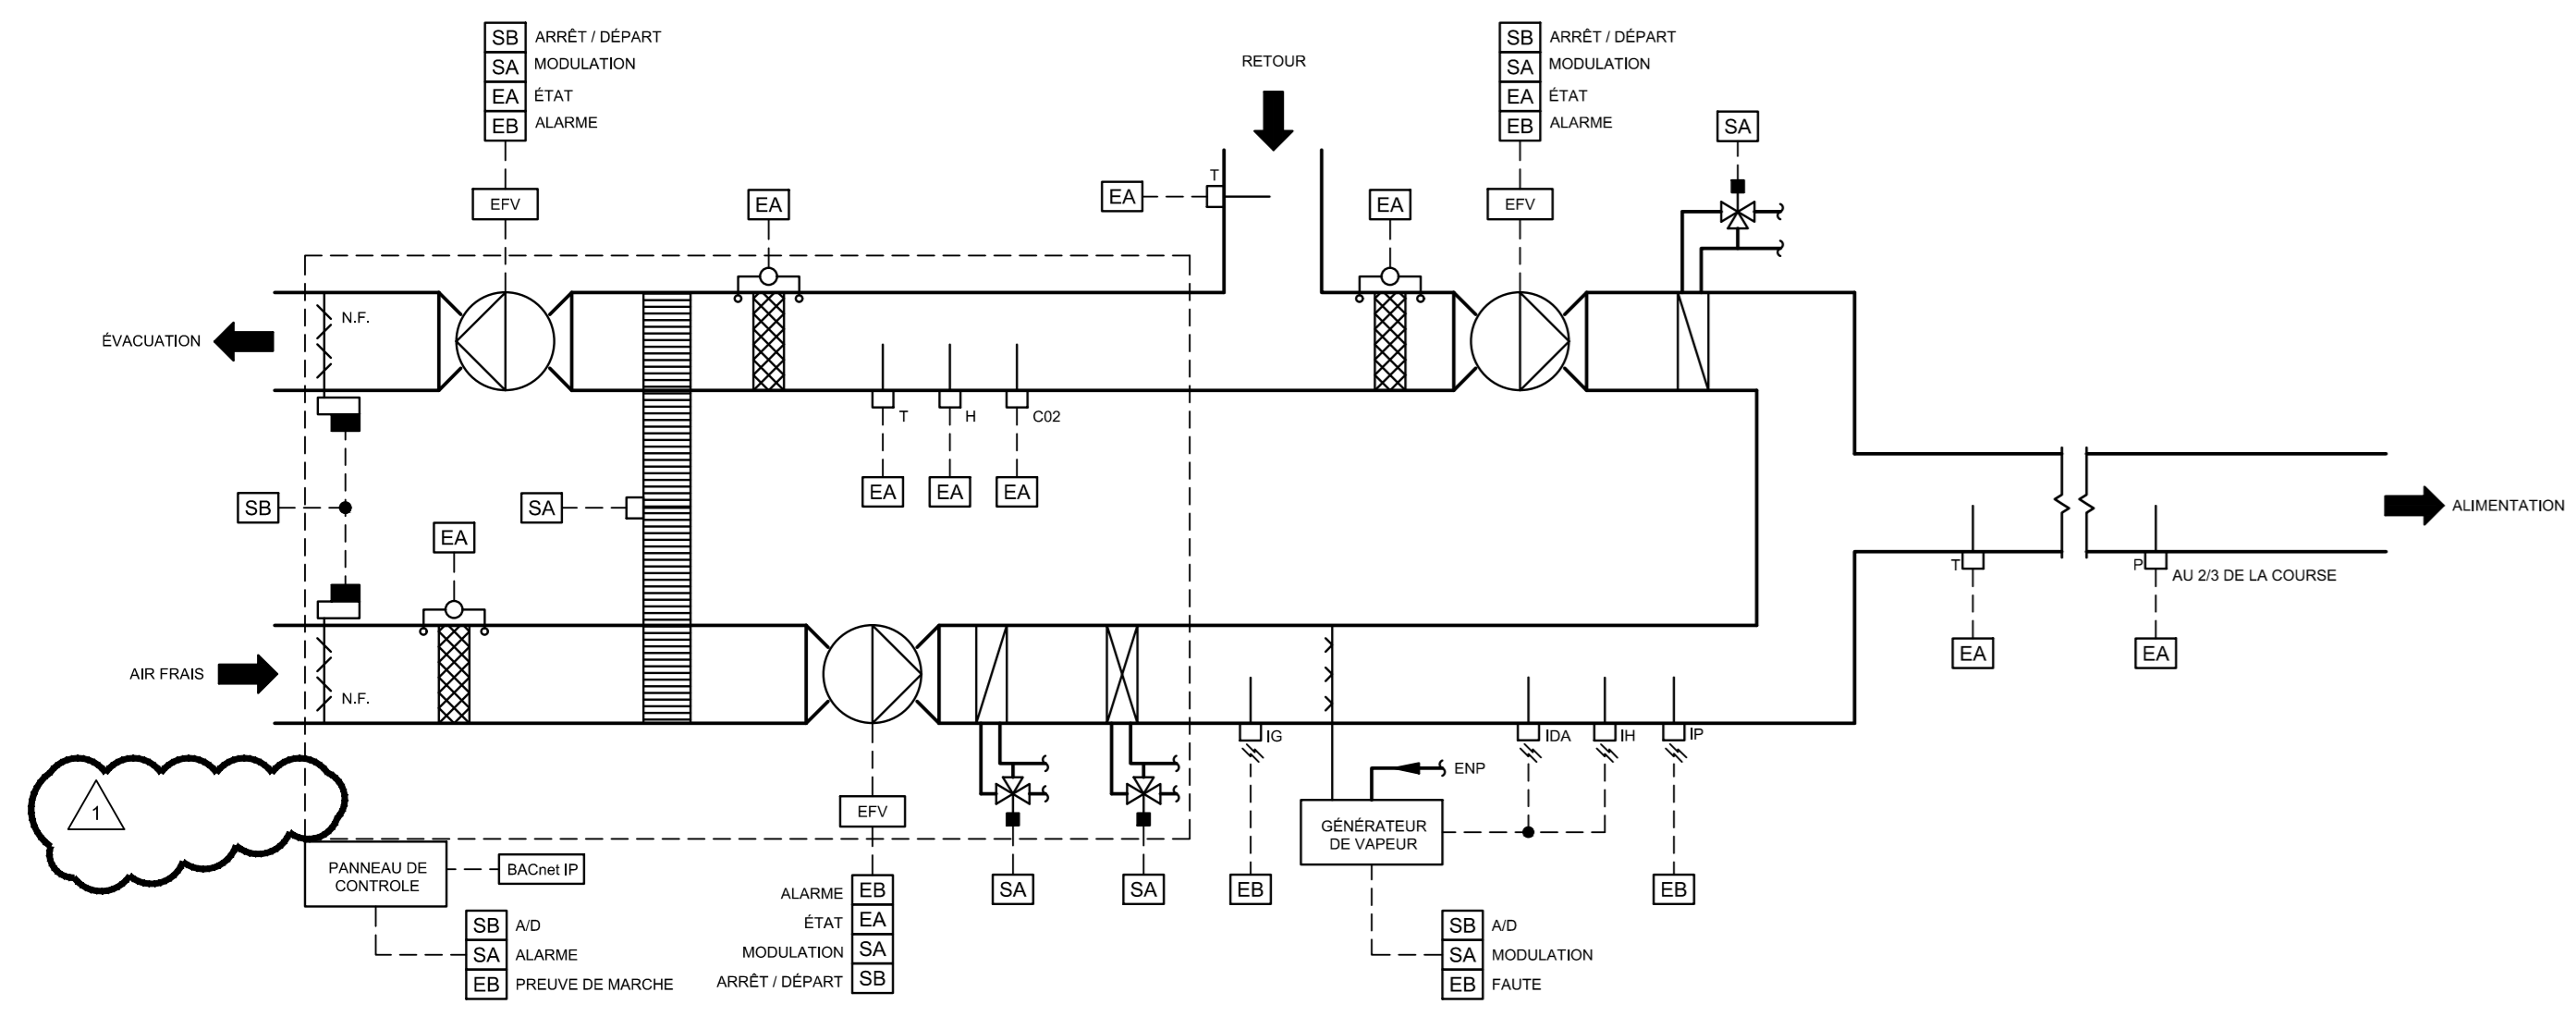 SB ARRÊT / DÉPART
SA MODULATION
EA ÉTAT
EB ALARME
EFV
EA
RETOUR
T
EA
SB ARRÊT / DÉPART
SA MODULATION
EA ÉTAT
EB ALARME
EFV
EA
SA
ÉVACUATION
N.F.
T
H
C02
EA
EA
EA
SB
SA
EA
ALIMENTATION
T
P
AU 2/3 DE LA COURSE
EA
EA
AIR FRAIS
N.F.
IG
IDA
IH
IP
ENP
1
EFV
GÉNÉRATEUR
DE VAPEUR
PANNEAU DE
CONTROLE
BACnet IP
SA
SA
EB
EB
ALARME EB
ÉTAT EA
MODULATION SA
ARRÊT / DÉPART SB
SB A/D
SA ALARME
EB PREUVE DE MARCHE
SB A/D
SA MODULATION
EB FAUTE